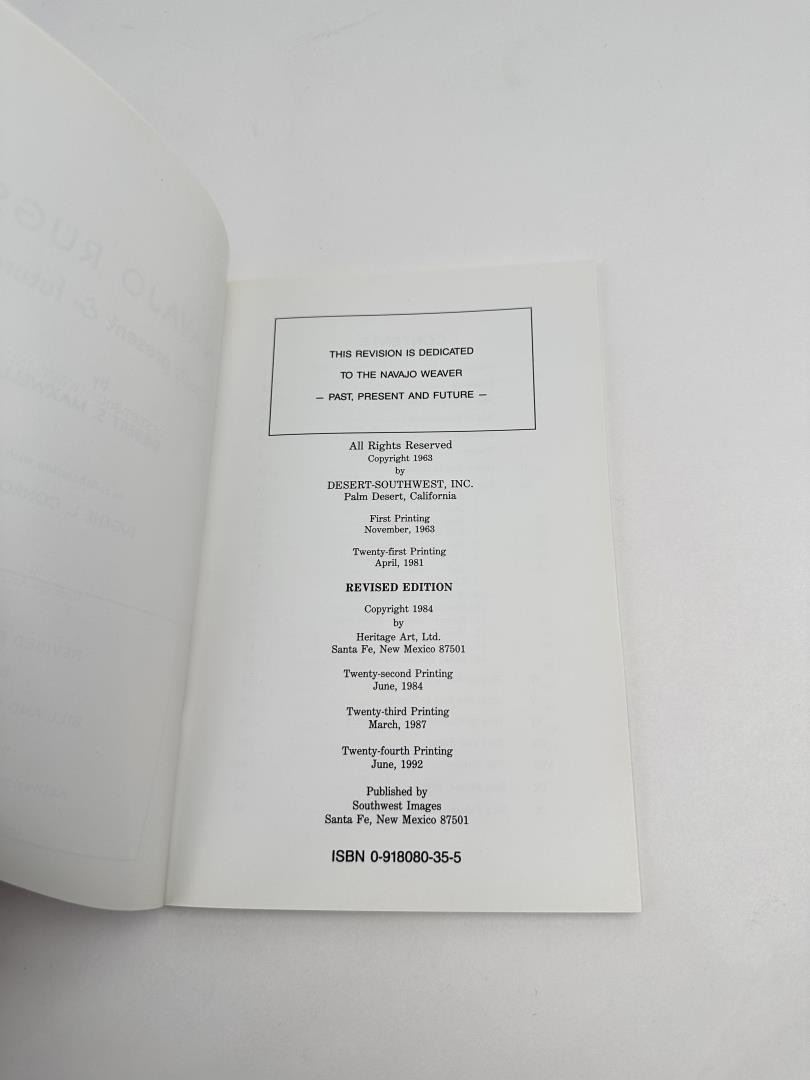 THIS REVISION IS DEDICATED
TO THE NAVAJO WEAVER
— PAST, PRESENT AND FUTURE —
All Rights Reserved
Copyright 1963
by
DESERT-SOUTHWEST, INC.
Palm Desert, California
First Printing
November, 1963
Twenty-first Printing
April, 1981
REVISED EDITION
Copyright 1984
by
Heritage Art, Ltd.
Santa Fe, New Mexico 87501
Twenty-second Printing
June, 1984
Twenty-third Printing
March, 1987
Twenty-fourth Printing
June, 1992
Published by
Southwest Images
Santa Fe, New Mexico 87501
ISBN 0-918080-35-5